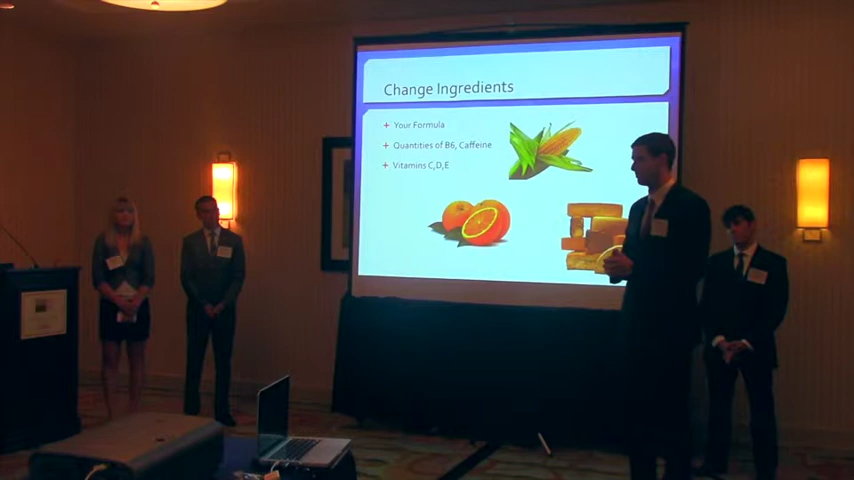 Change Ingredients
+ Your Formula
+ Quantities of B6, Caffeine
+ Vitamins C,D,E